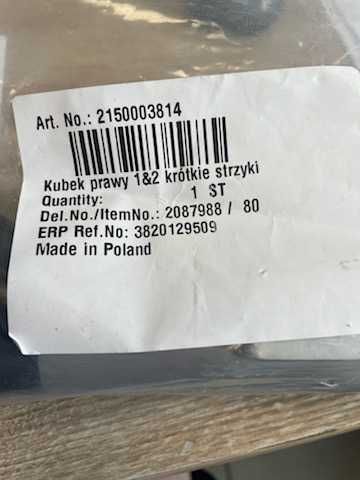 Art. No.: 2150003814
Kubek prawy 1&2 krótkie strzyki
Quantity: 1 ST
Del.No./ItemNo.: 2087988 / 80
ERP Ref.No: 3820129509
Made in Poland